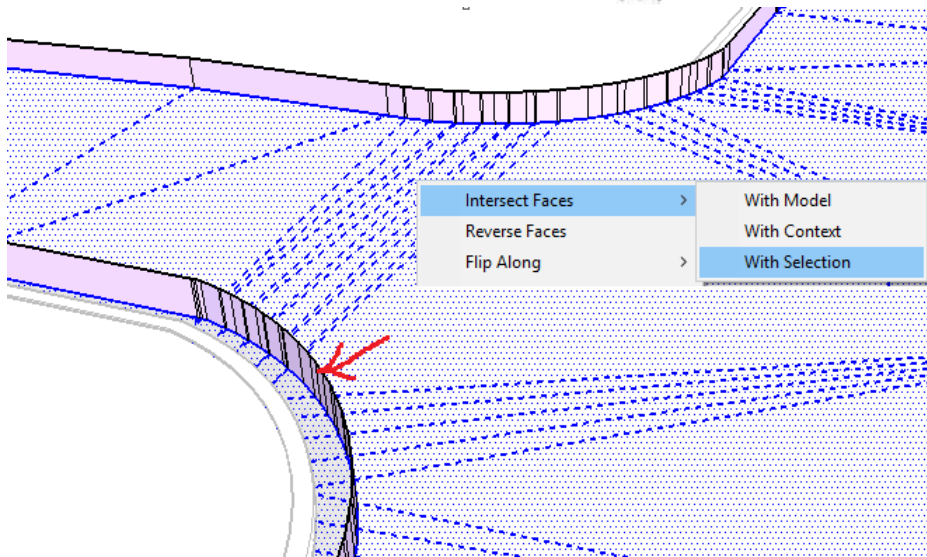 Intersect Faces
With Model
Reverse Faces
With Context
Flip Along
With Selection